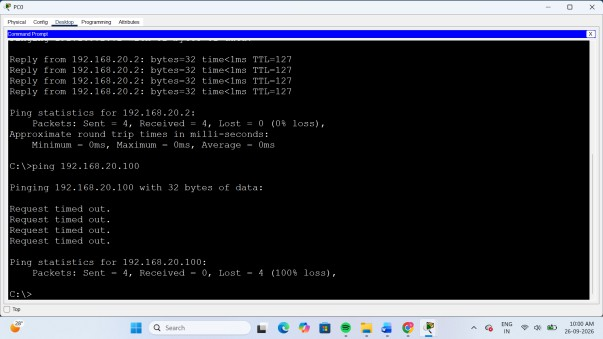 PC0
Physical Config Desktop Programming Attributes
Command Prompt
X
Reply from 192.168.20.2: bytes=32 time<1ms TTL=127
Reply from 192.168.20.2: bytes=32 time<1ms TTL=127
Reply from 192.168.20.2: bytes=32 time<1ms TTL=127
Reply from 192.168.20.2: bytes=32 time<1ms TTL=127
Ping statistics for 192.168.20.2:
Packets: Sent = 4, Received = 4, Lost = 0 (0% loss),
Approximate round trip times in milli-seconds:
Minimum = 0ms, Maximum = 0ms, Average = 0ms
C:\>ping 192.168.20.100
Pinging 192.168.20.100 with 32 bytes of data:
Request timed out.
Request timed out.
Request timed out.
Request timed out.
Ping statistics for 192.168.20.100:
Packets: Sent = 4, Received = 0, Lost = 4 (100% loss),
C:\>
Top
28°
Search
ENG
IN
10:00 AM
26-09-2026